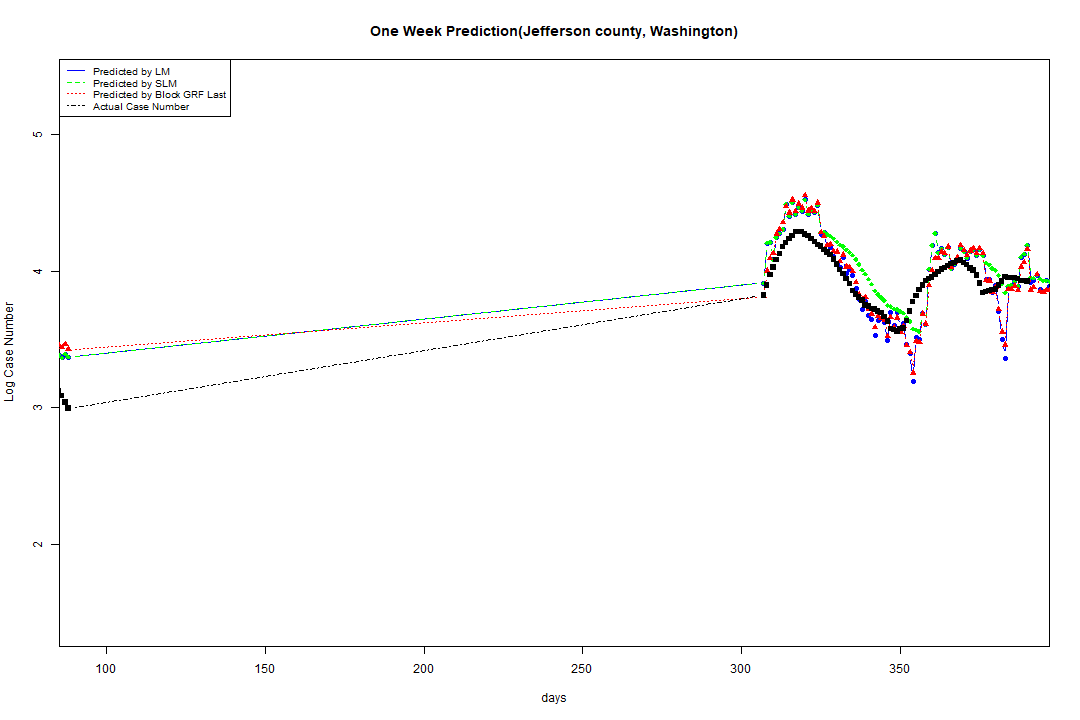 One Week Prediction(Jefferson county, Washington)
Predicted by LM
Predicted by SLM
Predicted by Block GRF Last
Actual Case Number
Log Case Number
5
4
3
2
100 150 200 250 300 350
days